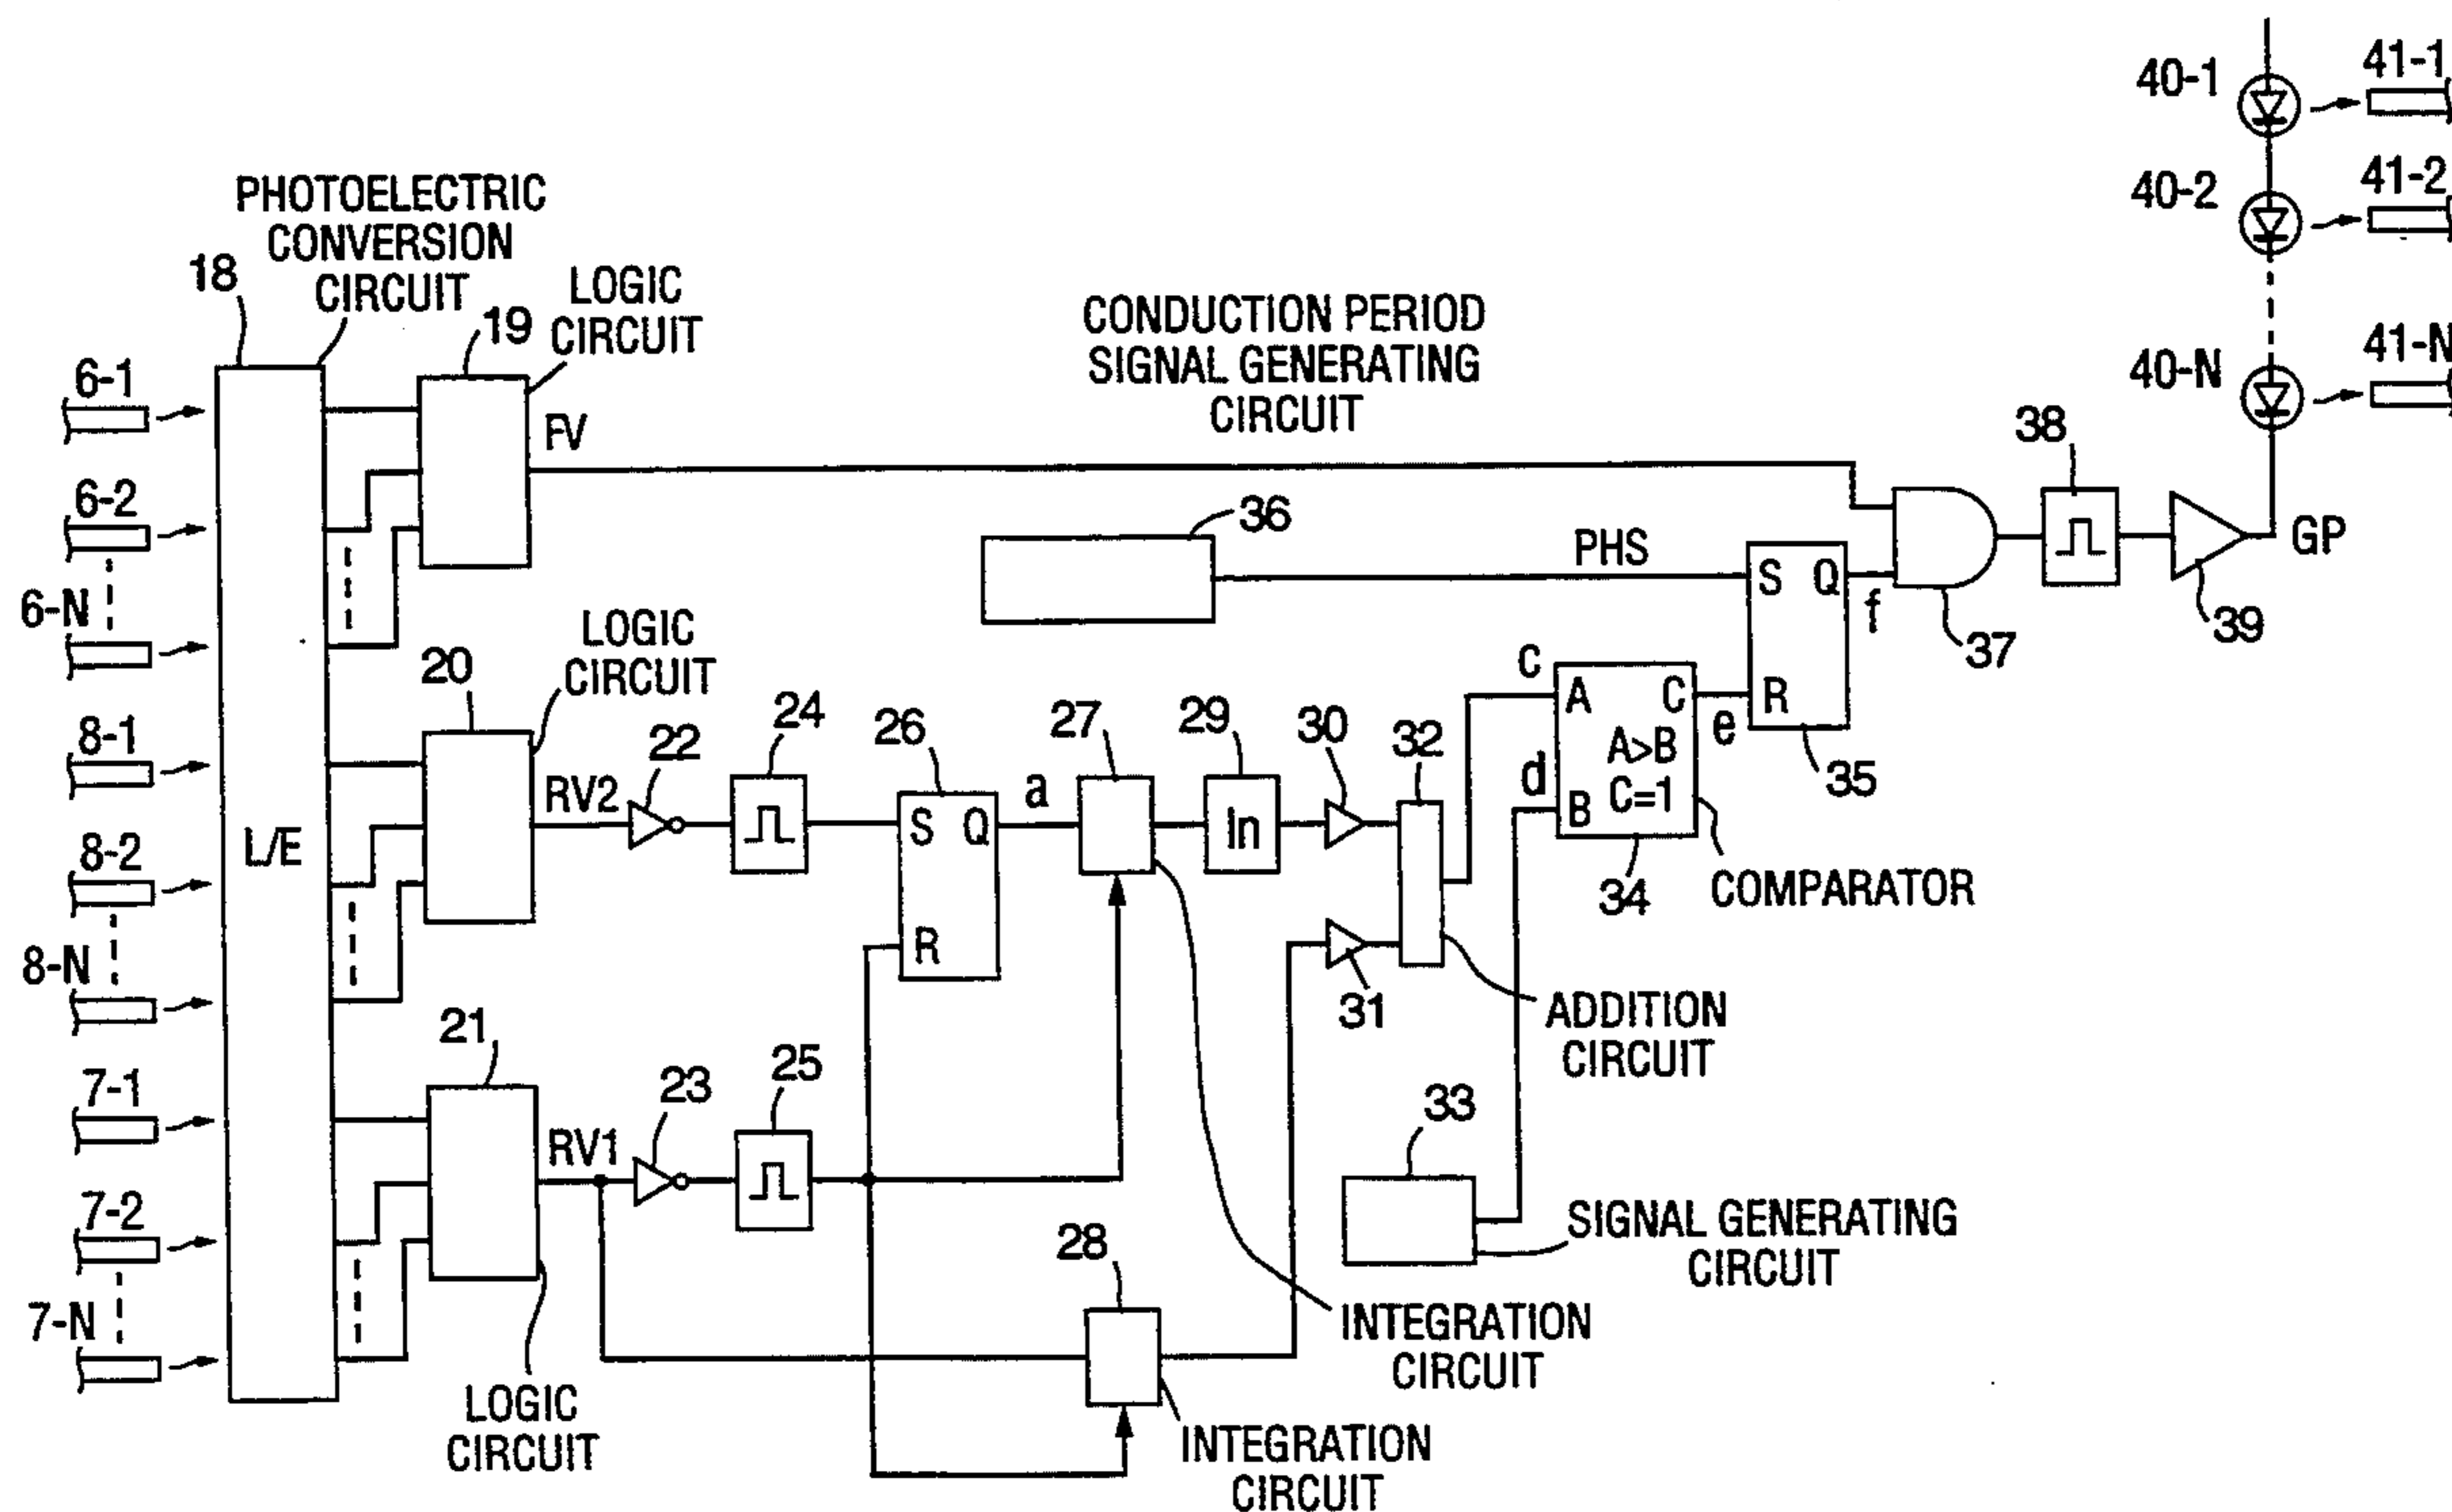 40-1
41-1
40-2
41-2
40-N
41-N
PHOTOELECTRIC
CONVERSION
CIRCUIT
18
19
LOGIC
CIRCUIT
CONDUCTION PERIOD
SIGNAL GENERATING
CIRCUIT
38
6-1
FV
6-2
36
PHS
S Q
f
37
39
GP
6-N
LOGIC
CIRCUIT
20
R
35
8-1
22
24
26
27
29
30
32
c
A C
A>B
C=1
B
d
e
34
COMPARATOR
RV2
S Q
a
In
8-2
L/E
R
8-N
31
ADDITION
CIRCUIT
21
7-1
RV1
23
25
33
7-2
28
SIGNAL GENERATING
CIRCUIT
7-N
INTEGRATION
CIRCUIT
LOGIC
CIRCUIT
INTEGRATION
CIRCUIT